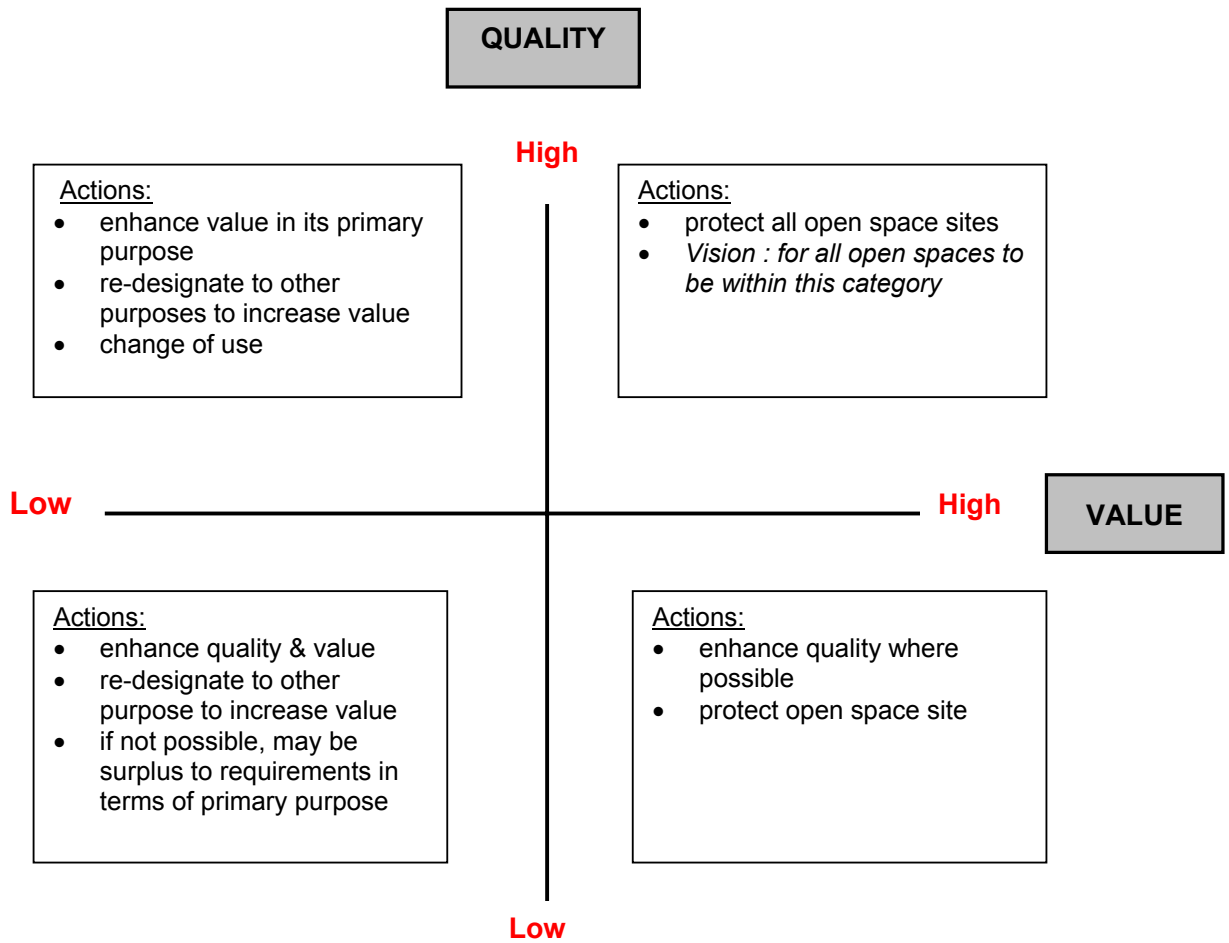 QUALITY
High
Actions:
• enhance value in its primary
purpose
• re-designate to other
purposes to increase value
• change of use
Actions:
• protect all open space sites
• Vision : for all open spaces to
be within this category
Low
High
VALUE
Actions:
• enhance quality & value
• re-designate to other
purpose to increase value
• if not possible, may be
surplus to requirements in
terms of primary purpose
Actions:
• enhance quality where
possible
• protect open space site
Low